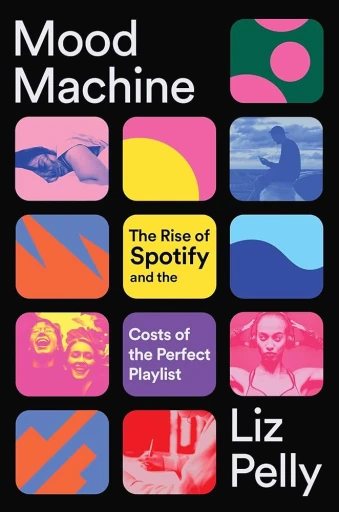 Mood
Machine
The Rise of
Spotify
and the
Costs of
the Perfect
Playlist
Liz
Pelly